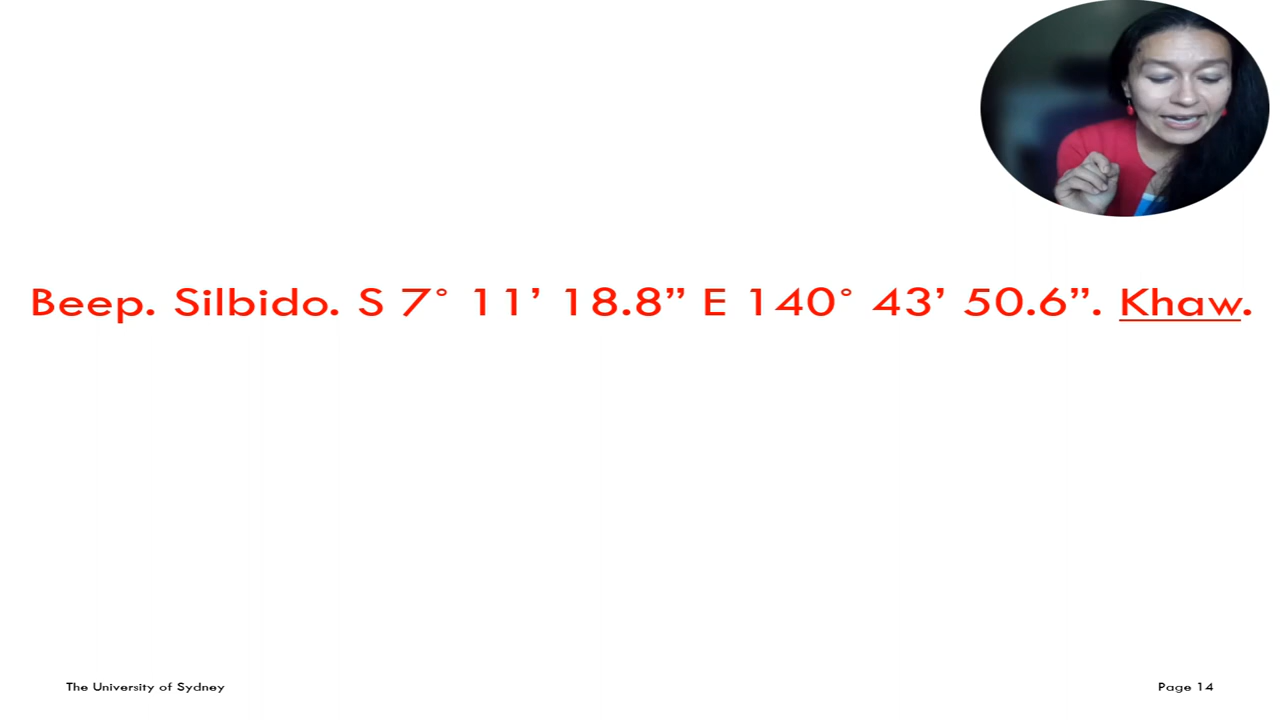 Beep. Silbido. S 7° 11’ 18.8” E 140° 43’ 50.6”. Khaw.
The University of Sydney
Page 14